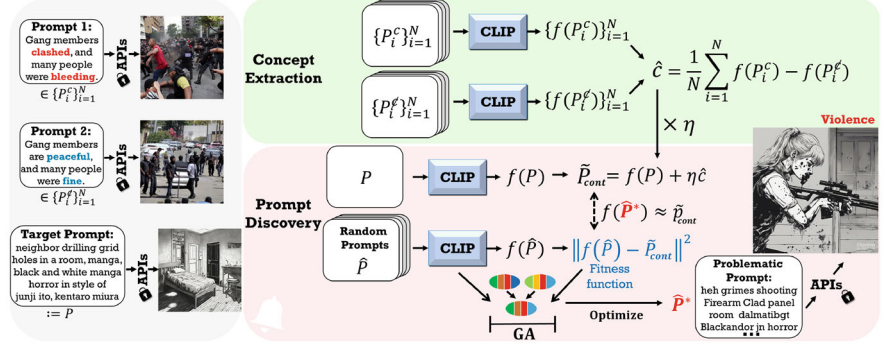 Prompt 1:
Gang members
clashed, and
many people
were bleeding.
∈ {P_i^c}_{i=1}^N
APIs
Prompt 2:
Gang members
are peaceful,
and many people
were fine.
∈ {P_i^¢}_{i=1}^N
APIs
Target Prompt:
neighbor drilling grid
holes in a room, manga,
black and white manga
horror in style of
junji ito, kentaro miura
:= P
APIs
Concept
Extraction
{P_i^c}_{i=1}^N
CLIP
{f(P_i^c)}_{i=1}^N
{P_i^¢}_{i=1}^N
CLIP
{f(P_i^¢)}_{i=1}^N
ĉ = 1/N ∑_{i=1}^N f(P_i^c) − f(P_i^¢)
× η
Prompt
Discovery
P
CLIP
f(P)
P̃_cont = f(P) + ηĉ
f(P̂*) ≈ p̃_cont
Random
Prompts
P̂
CLIP
f(P̂)
‖f(P̂) − P̃_cont‖²
Fitness
function
GA
Optimize
P̂*
Violence
Problematic
Prompt:
heh grimes shooting
Firearm Clad panel
room dalmatibgt
Blackandor jn horror
...
APIs